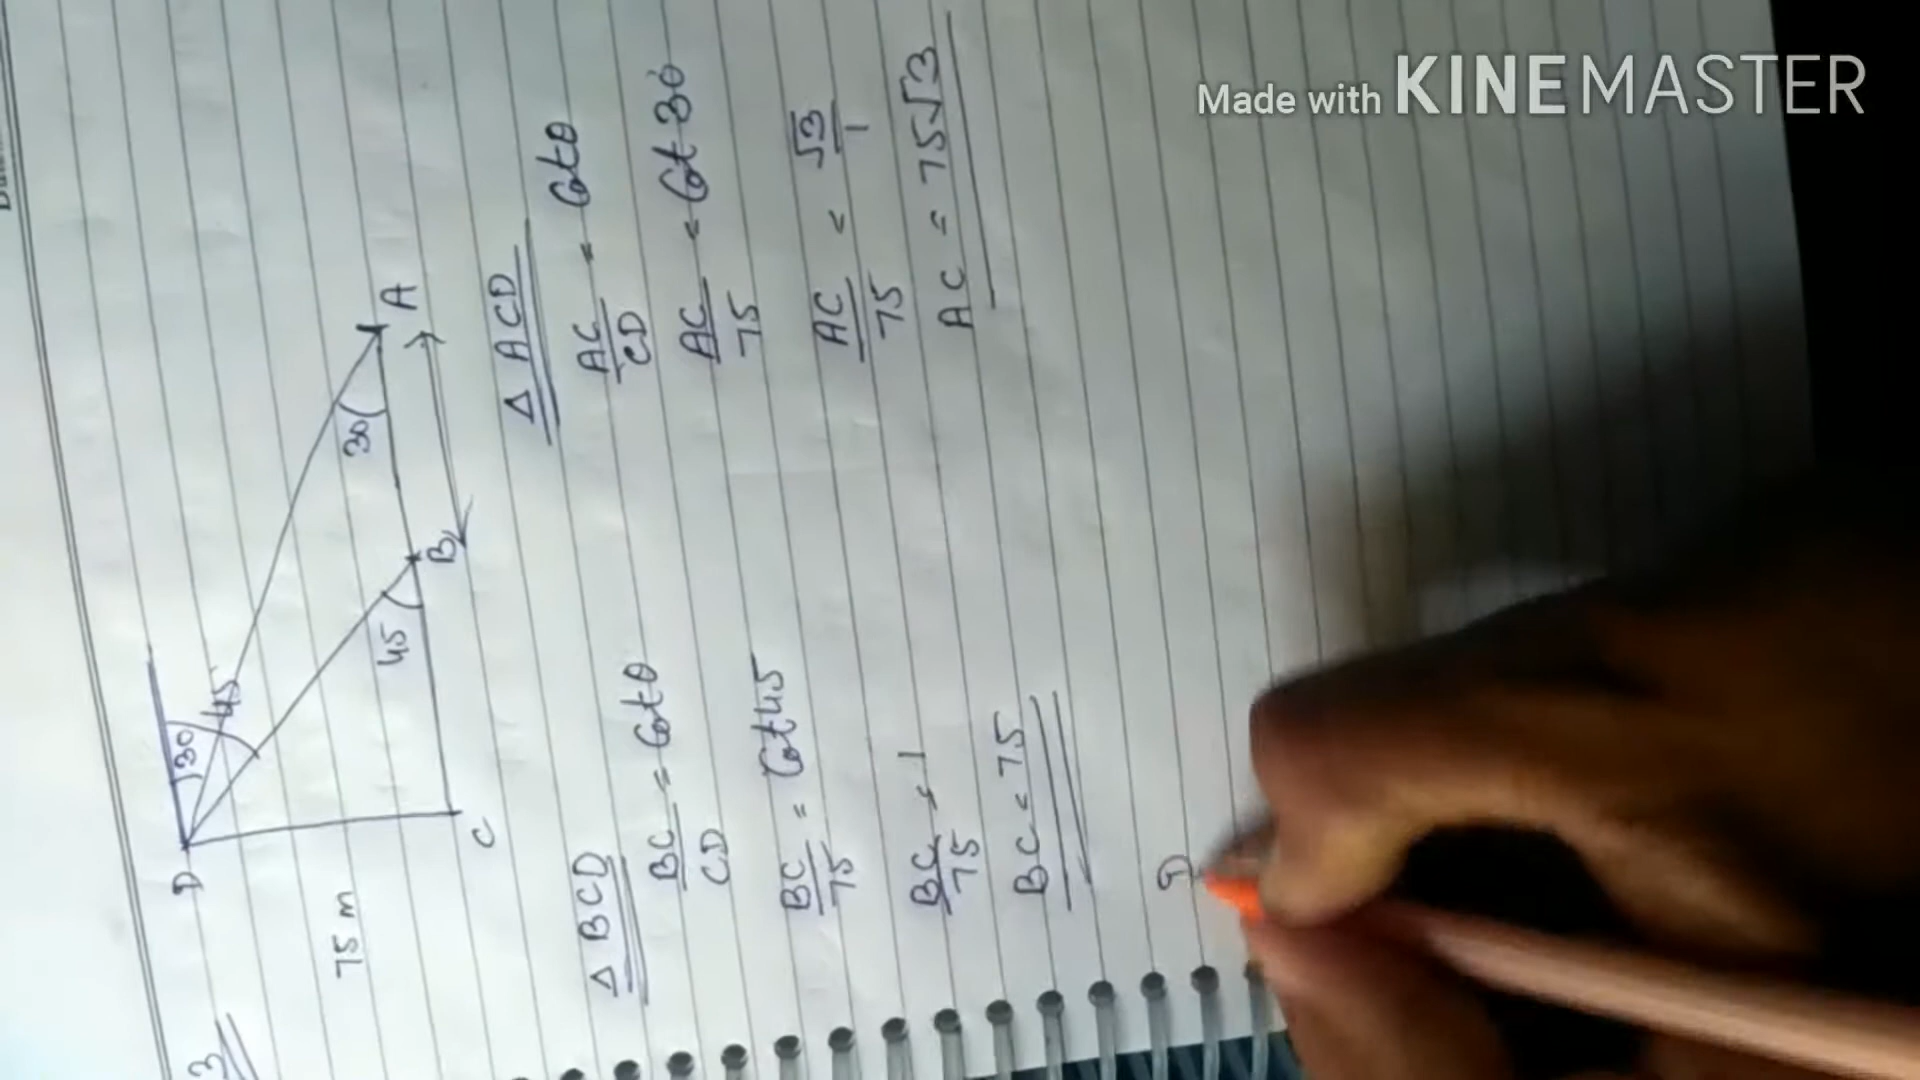 Made with KINEMASTER
3
D
30
45
75 m
45
30
C
B
A
Δ BCD
BC/CD = Cotθ
BC/75 = Cot45
BC/75 = 1
BC = 75
Δ ACD
AC/CD = Cotθ
AC/75 = Cot 30
AC/75 = √3/1
AC = 75√3
D